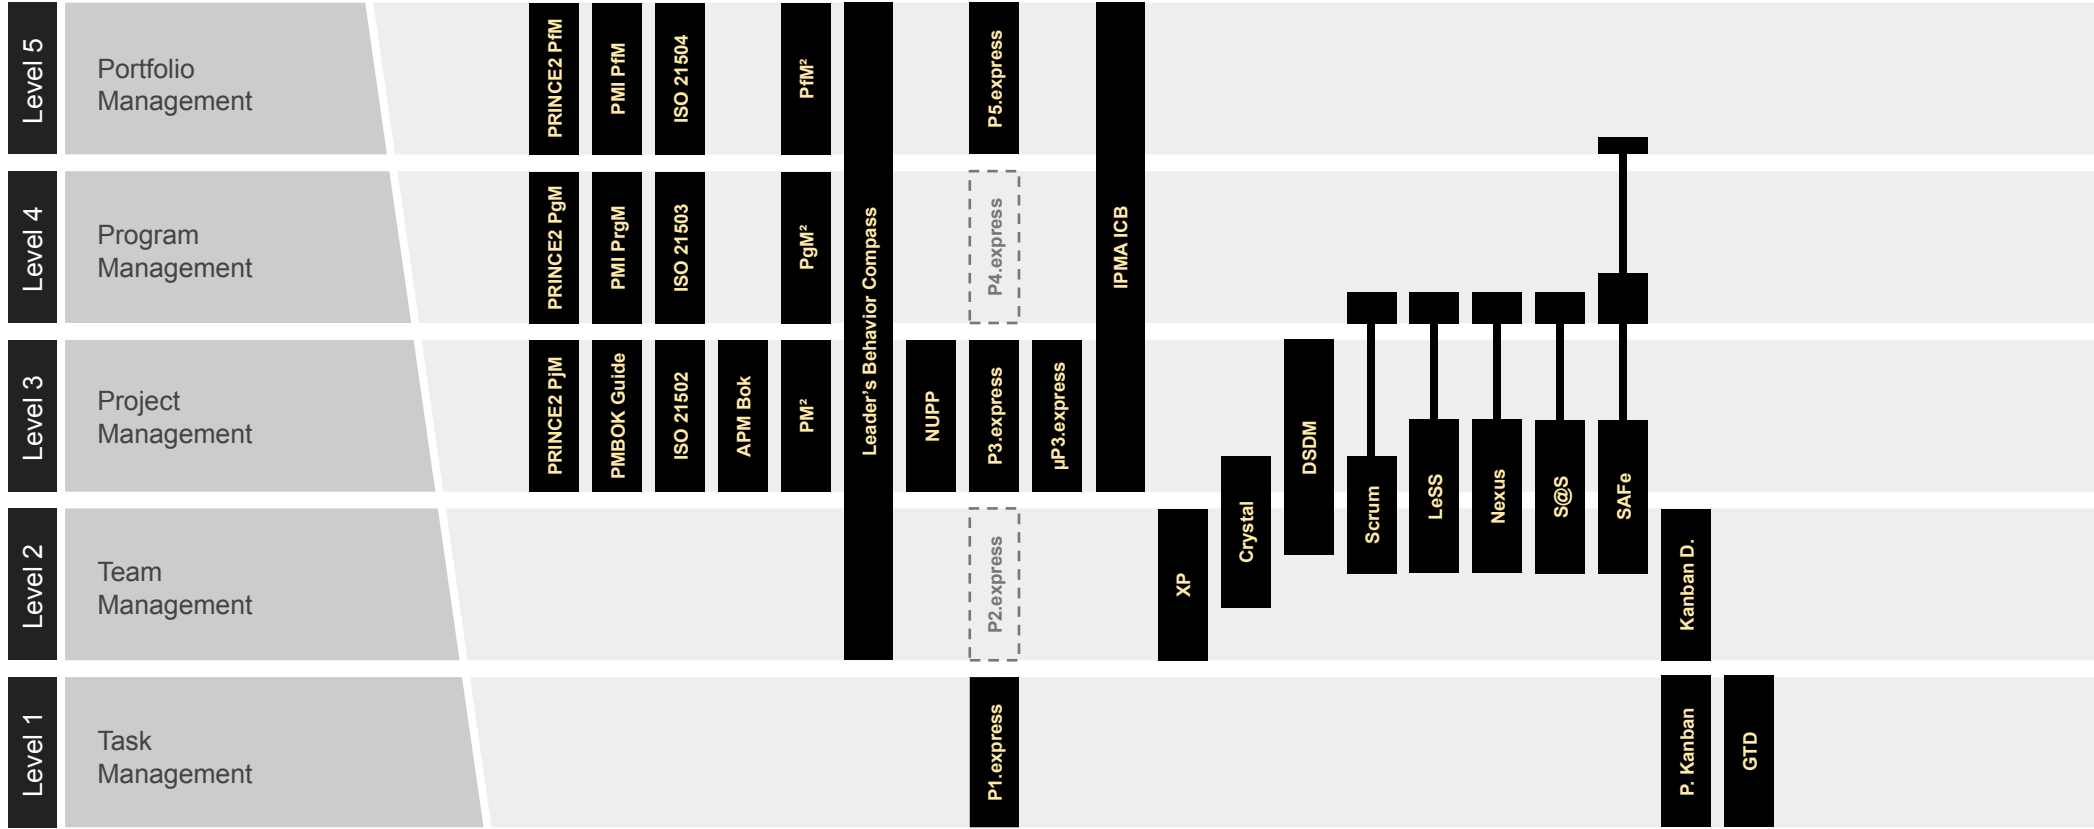 Level 5
Portfolio
Management
PRINCE2 PfM
PMI PfM
ISO 21504
PfM²
P5.express
Level 4
Program
Management
PRINCE2 PgM
PMI PrgM
ISO 21503
PgM²
Leader's Behavior Compass
P4.express
IPMA ICB
Level 3
Project
Management
PRINCE2 PjM
PMBOK Guide
ISO 21502
APM Bok
PM²
NUPP
P3.express
µP3.express
DSDM
Scrum
LeSS
Nexus
S@S
SAFe
Level 2
Team
Management
P2.express
XP
Crystal
Kanban D.
Level 1
Task
Management
P1.express
P. Kanban
GTD